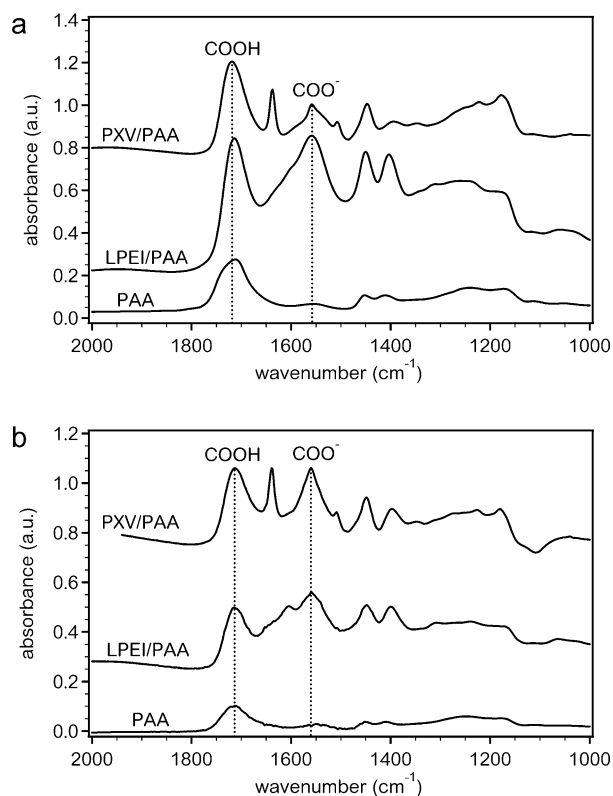 a
1.4
1.2
1.0
0.8
0.6
0.4
0.2
0.0
absorbance (a.u.)
COOH
COO⁻
PXV/PAA
LPEI/PAA
PAA
2000 1800 1600 1400 1200 1000
wavenumber (cm⁻¹)
b
1.2
1.0
0.8
0.6
0.4
0.2
0.0
absorbance (a.u.)
COOH
COO⁻
PXV/PAA
LPEI/PAA
PAA
2000 1800 1600 1400 1200 1000
wavenumber (cm⁻¹)